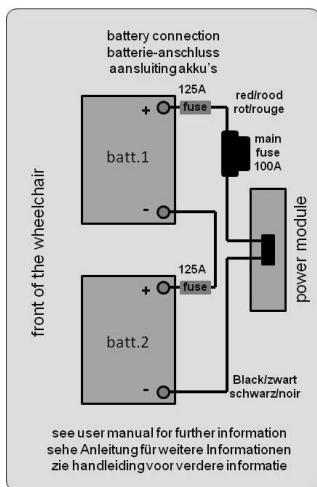 battery connection
batterie-anschluss
aansluiting akku's
125A
fuse
red/rood
rot/rouge
+
batt.1
-
main
fuse
100A
front of the wheelchair
power module
125A
fuse
+
batt.2
-
Black/zwart
schwarz/noir
see user manual for further information
sehe Anleitung für weitere Informationen
zie handleiding voor verdere informatie